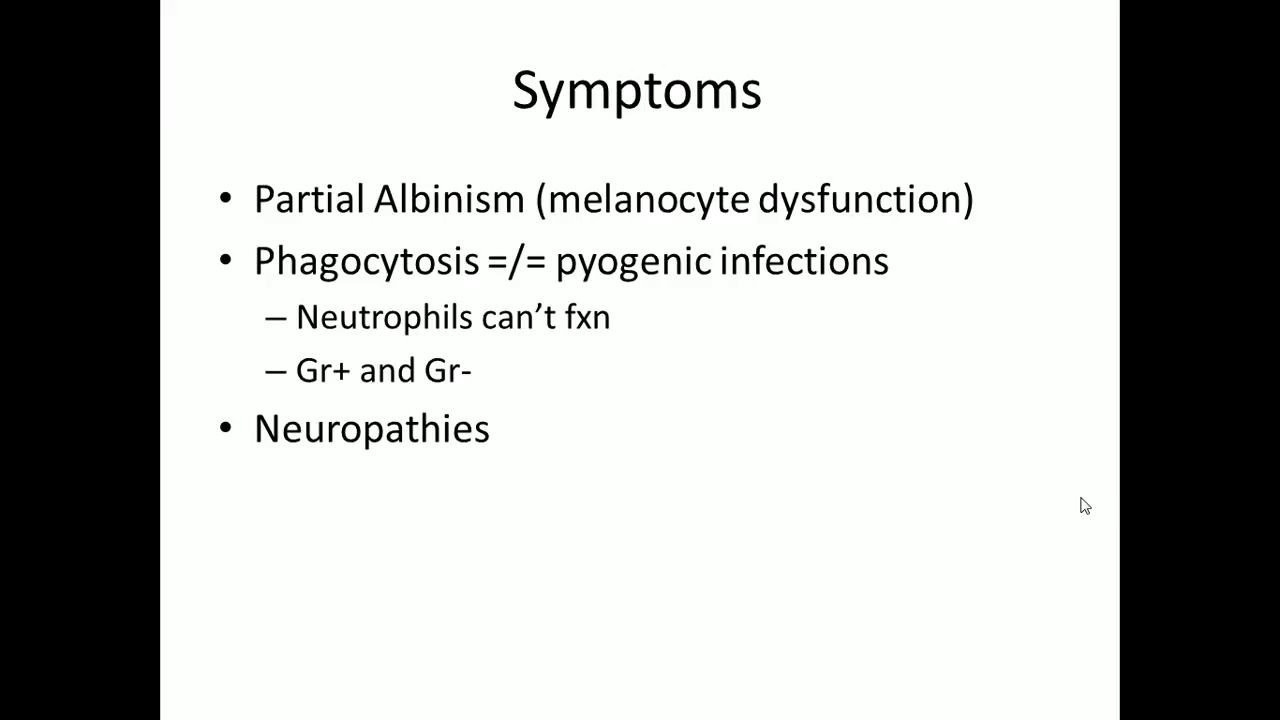 Symptoms
• Partial Albinism (melanocyte dysfunction)
• Phagocytosis =/= pyogenic infections
– Neutrophils can’t fxn
– Gr+ and Gr-
• Neuropathies